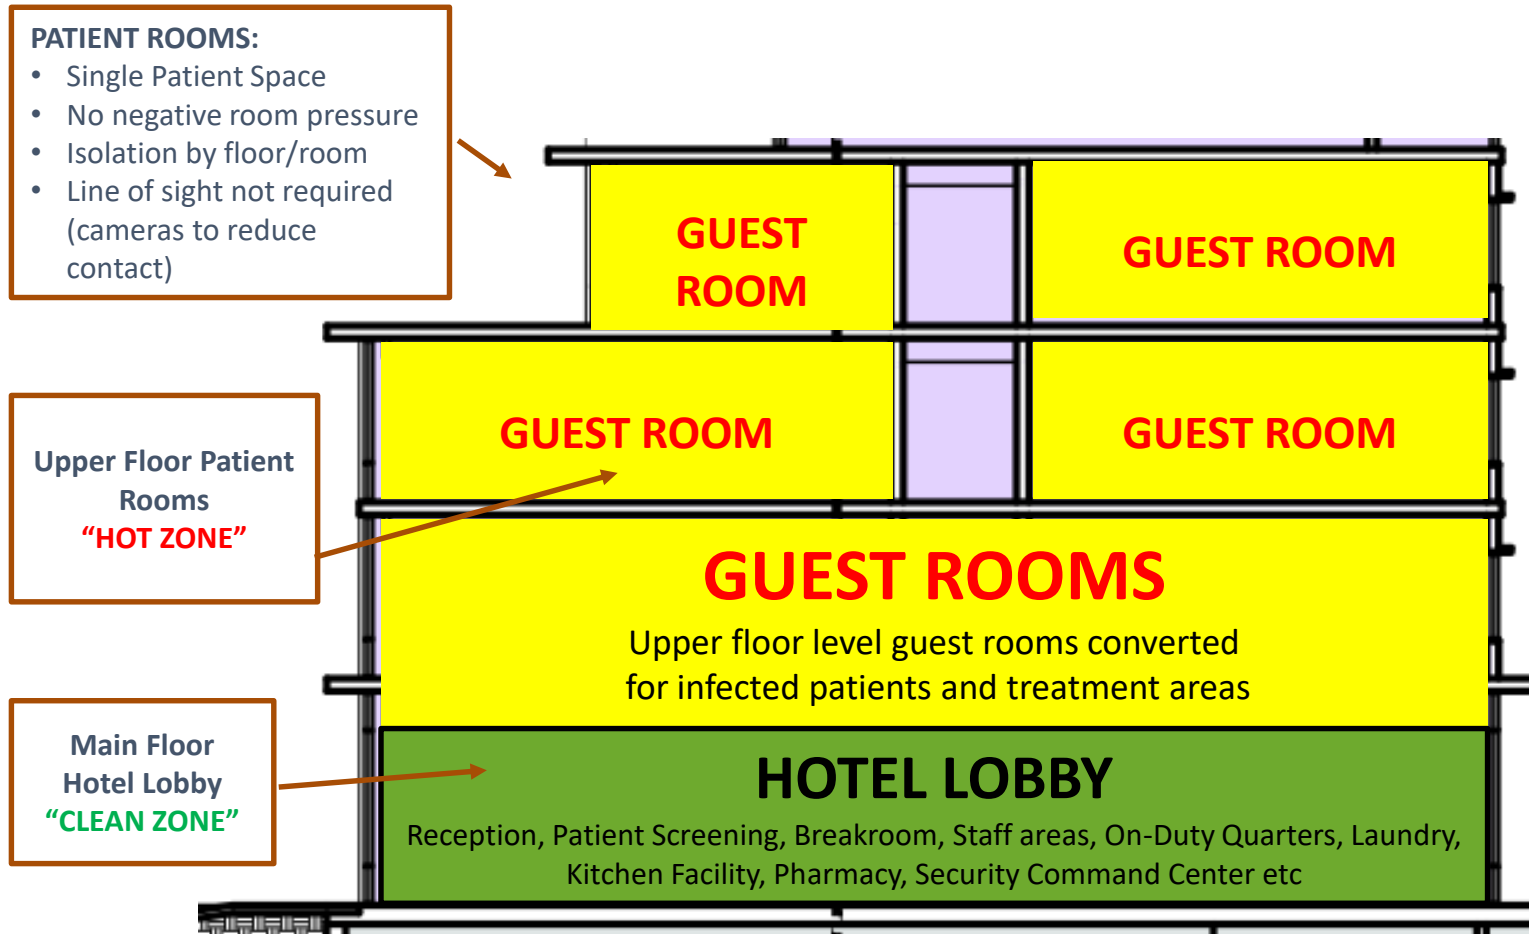 PATIENT ROOMS:
• Single Patient Space
• No negative room pressure
• Isolation by floor/room
• Line of sight not required
(cameras to reduce
contact)
GUEST
ROOM
GUEST ROOM
GUEST ROOM
GUEST ROOM
Upper Floor Patient
Rooms
“HOT ZONE”
GUEST ROOMS
Upper floor level guest rooms converted
for infected patients and treatment areas
Main Floor
Hotel Lobby
“CLEAN ZONE”
HOTEL LOBBY
Reception, Patient Screening, Breakroom, Staff areas, On-Duty Quarters, Laundry,
Kitchen Facility, Pharmacy, Security Command Center etc